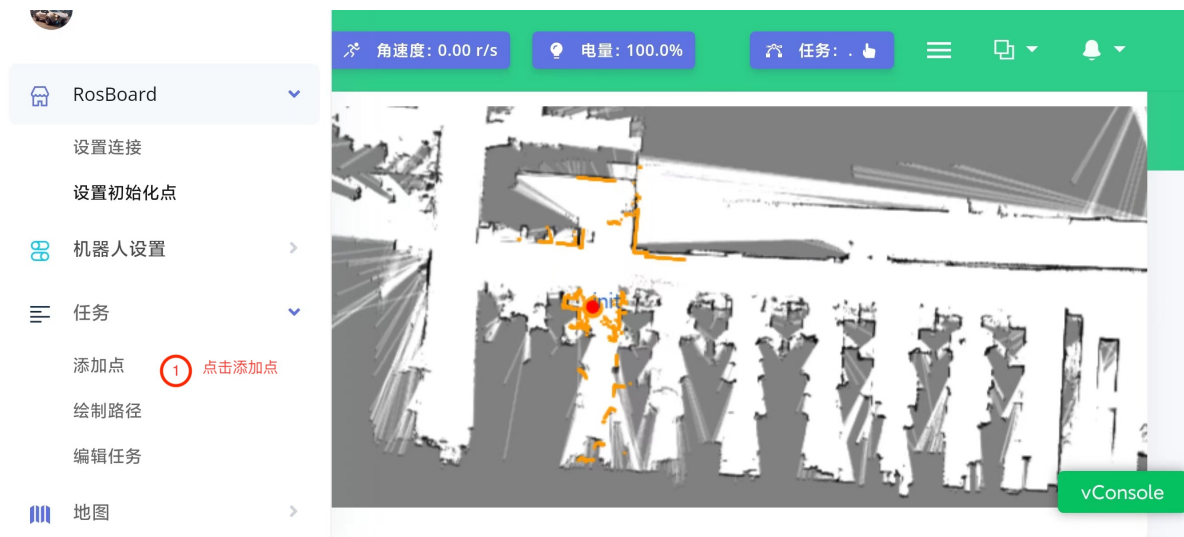 角速度: 0.00 r/s
电量: 100.0%
任务: .
RosBoard
设置连接
设置初始化点
机器人设置
任务
添加点
1 点击添加点
绘制路径
编辑任务
地图
init
vConsole